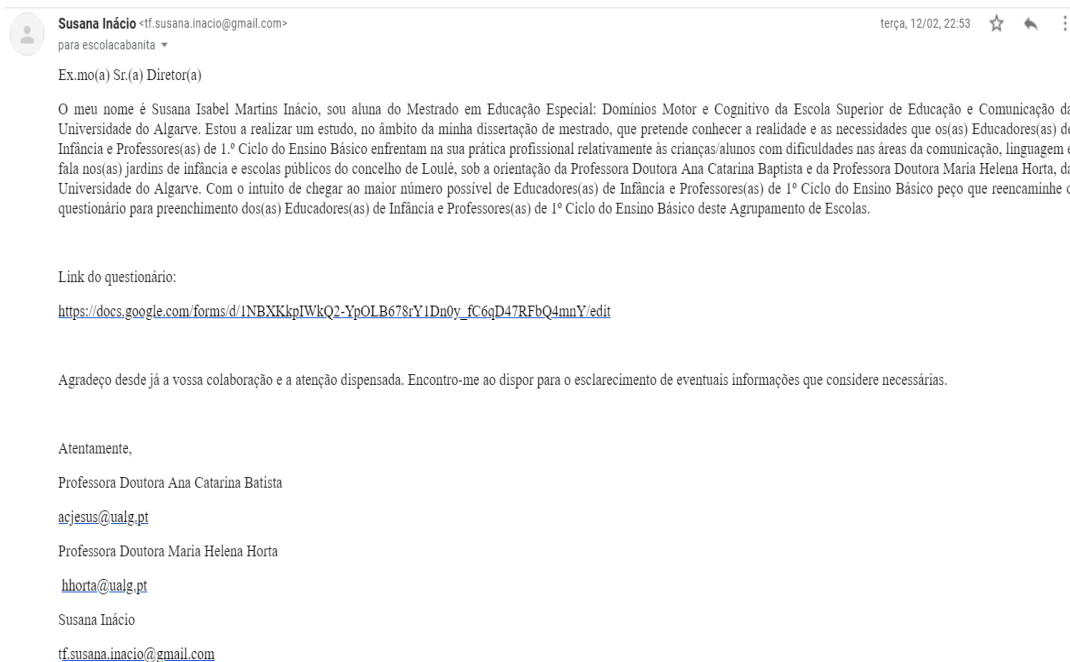 Susana Inácio <tf.susana.inacio@gmail.com>
terça, 12/02, 22:53
para escolacabanita
Ex.mo(a) Sr.(a) Diretor(a)
O meu nome é Susana Isabel Martins Inácio, sou aluna do Mestrado em Educação Especial: Domínios Motor e Cognitivo da Escola Superior de Educação e Comunicação da
Universidade do Algarve. Estou a realizar um estudo, no âmbito da minha dissertação de mestrado, que pretende conhecer a realidade e as necessidades que os(as) Educadores(as) de
Infância e Professores(as) de 1.º Ciclo do Ensino Básico enfrentam na sua prática profissional relativamente às crianças/alunos com dificuldades nas áreas da comunicação, linguagem e
fala nos(as) jardins de infância e escolas públicos do concelho de Loulé, sob a orientação da Professora Doutora Ana Catarina Baptista e da Professora Doutora Maria Helena Horta, da
Universidade do Algarve. Com o intuito de chegar ao maior número possível de Educadores(as) de Infância e Professores(as) de 1º Ciclo do Ensino Básico peço que reencaminhe o
questionário para preenchimento dos(as) Educadores(as) de Infância e Professores(as) de 1º Ciclo do Ensino Básico deste Agrupamento de Escolas.
Link do questionário:
https://docs.google.com/forms/d/1NBXKkpIWkQ2-YpOLB678rY1Dn0y_fC6qD47RFbQ4mnY/edit
Agradeço desde já a vossa colaboração e a atenção dispensada. Encontro-me ao dispor para o esclarecimento de eventuais informações que considere necessárias.
Atentamente,
Professora Doutora Ana Catarina Batista
acjesus@ualg.pt
Professora Doutora Maria Helena Horta
hhorta@ualg.pt
Susana Inácio
tf.susana.inacio@gmail.com